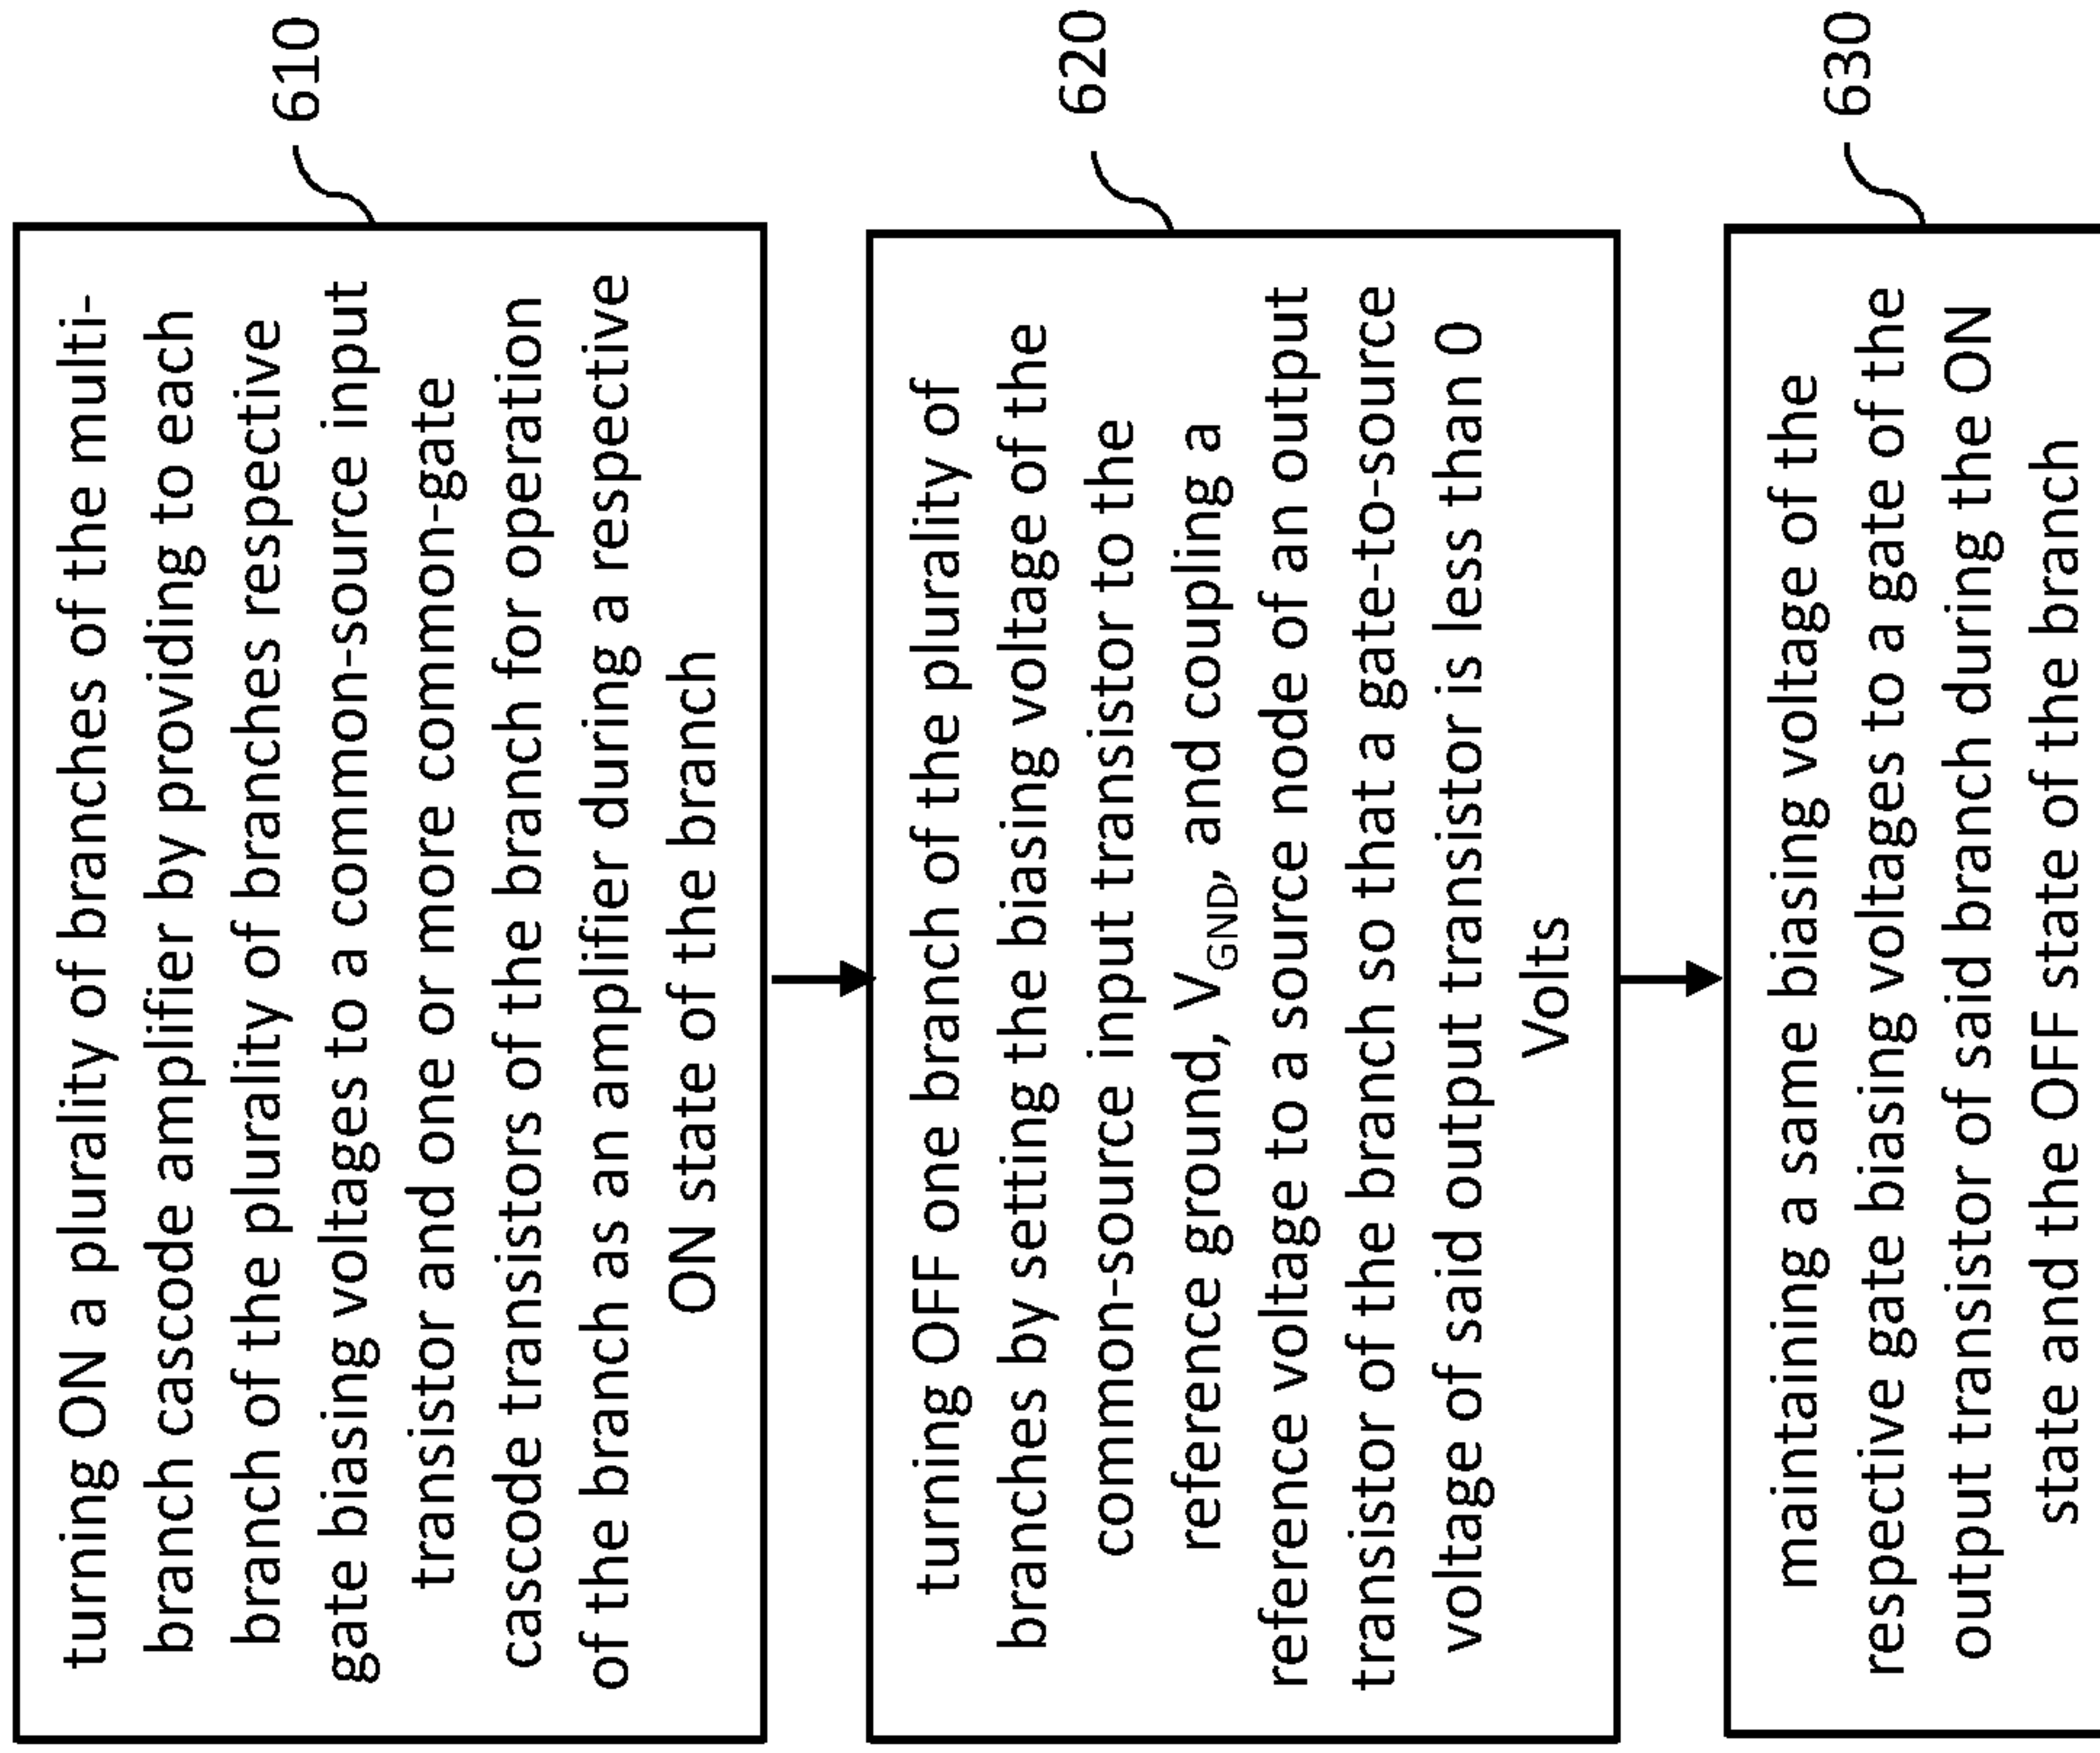 turning ON a plurality of branches of the multi-
branch cascode amplifier by providing to each
branch of the plurality of branches respective
gate biasing voltages to a common-source input
transistor and one or more common-gate
cascode transistors of the branch for operation
of the branch as an amplifier during a respective
ON state of the branch
610
turning OFF one branch of the plurality of
branches by setting the biasing voltage of the
common-source input transistor to the
reference ground, VGND, and coupling a
reference voltage to a source node of an output
transistor of the branch so that a gate-to-source
voltage of said output transistor is less than 0
Volts
620
maintaining a same biasing voltage of the
respective gate biasing voltages to a gate of the
output transistor of said branch during the ON
state and the OFF state of the branch
630